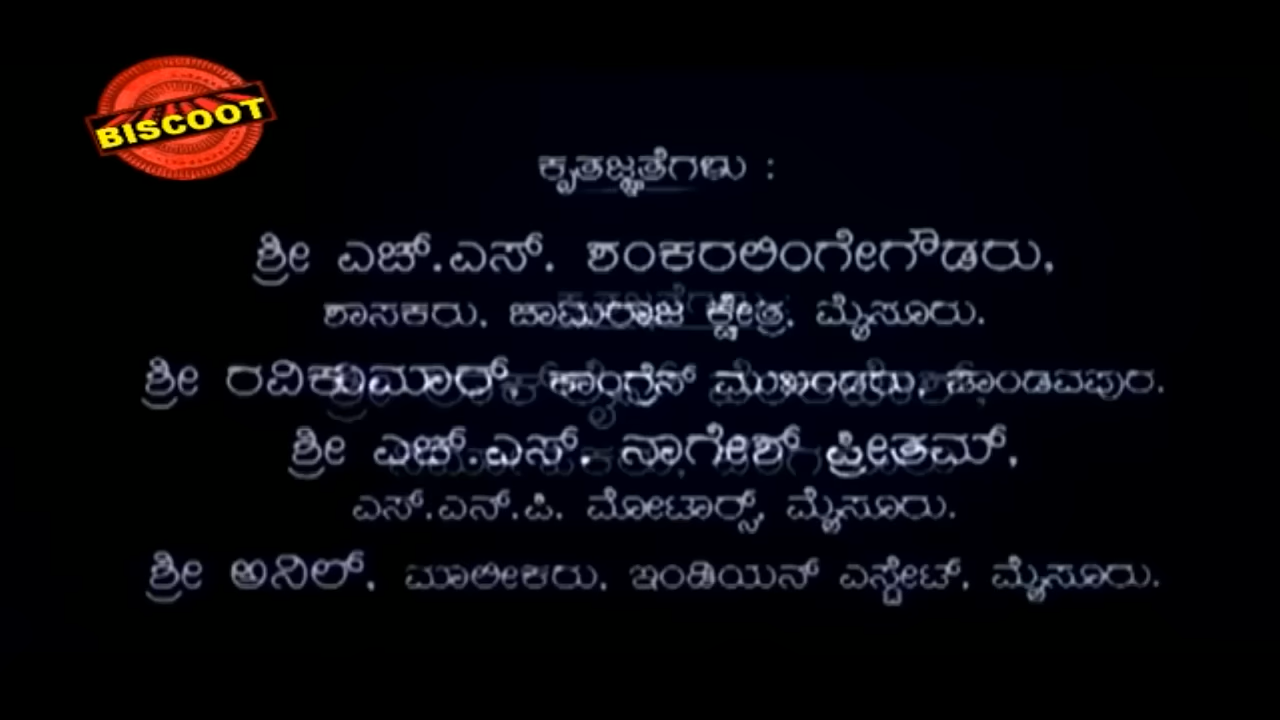 BISCOOT
ಕೃತಜ್ಞತೆಗಳು :
ಶ್ರೀ ಎಚ್.ಎಸ್. ಶಂಕರಲಿಂಗೇಗೌಡರು,
ಶಾಸಕರು, ಚಾಮರಾಜ ಕ್ಷೇತ್ರ, ಮೈಸೂರು.
ಶ್ರೀ ರವಿಕುಮಾರ್, ಕಾಂಗ್ರೆಸ್ ಮುಖಂಡರು, ಪಾಂಡವಪುರ.
ಶ್ರೀ ಎಚ್.ಎಸ್. ನಾಗೇಶ್ ಪ್ರೀತಮ್,
ಎಸ್.ಎನ್.ಪಿ. ಮೋಟಾರ್ಸ್, ಮೈಸೂರು.
ಶ್ರೀ ಅನಿಲ್, ಮಾಲೀಕರು, ಇಂಡಿಯನ್ ಎಸ್ಟೇಟ್, ಮೈಸೂರು.